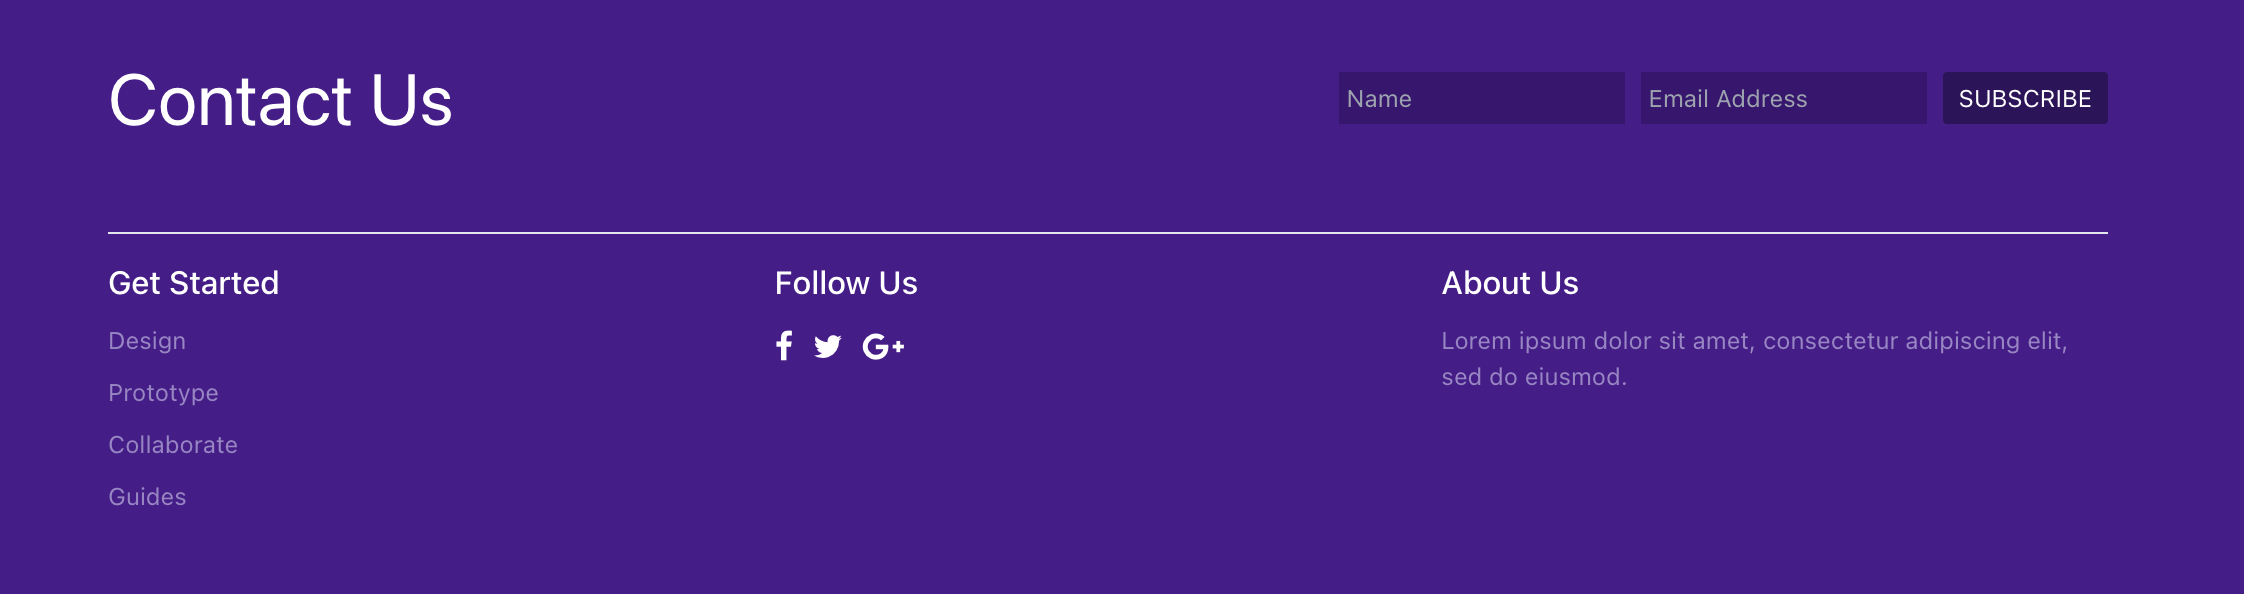 Contact Us
Name
Email Address
SUBSCRIBE
Get Started
Design
Prototype
Collaborate
Guides
Follow Us
About Us
Lorem ipsum dolor sit amet, consectetur adipiscing elit,
sed do eiusmod.